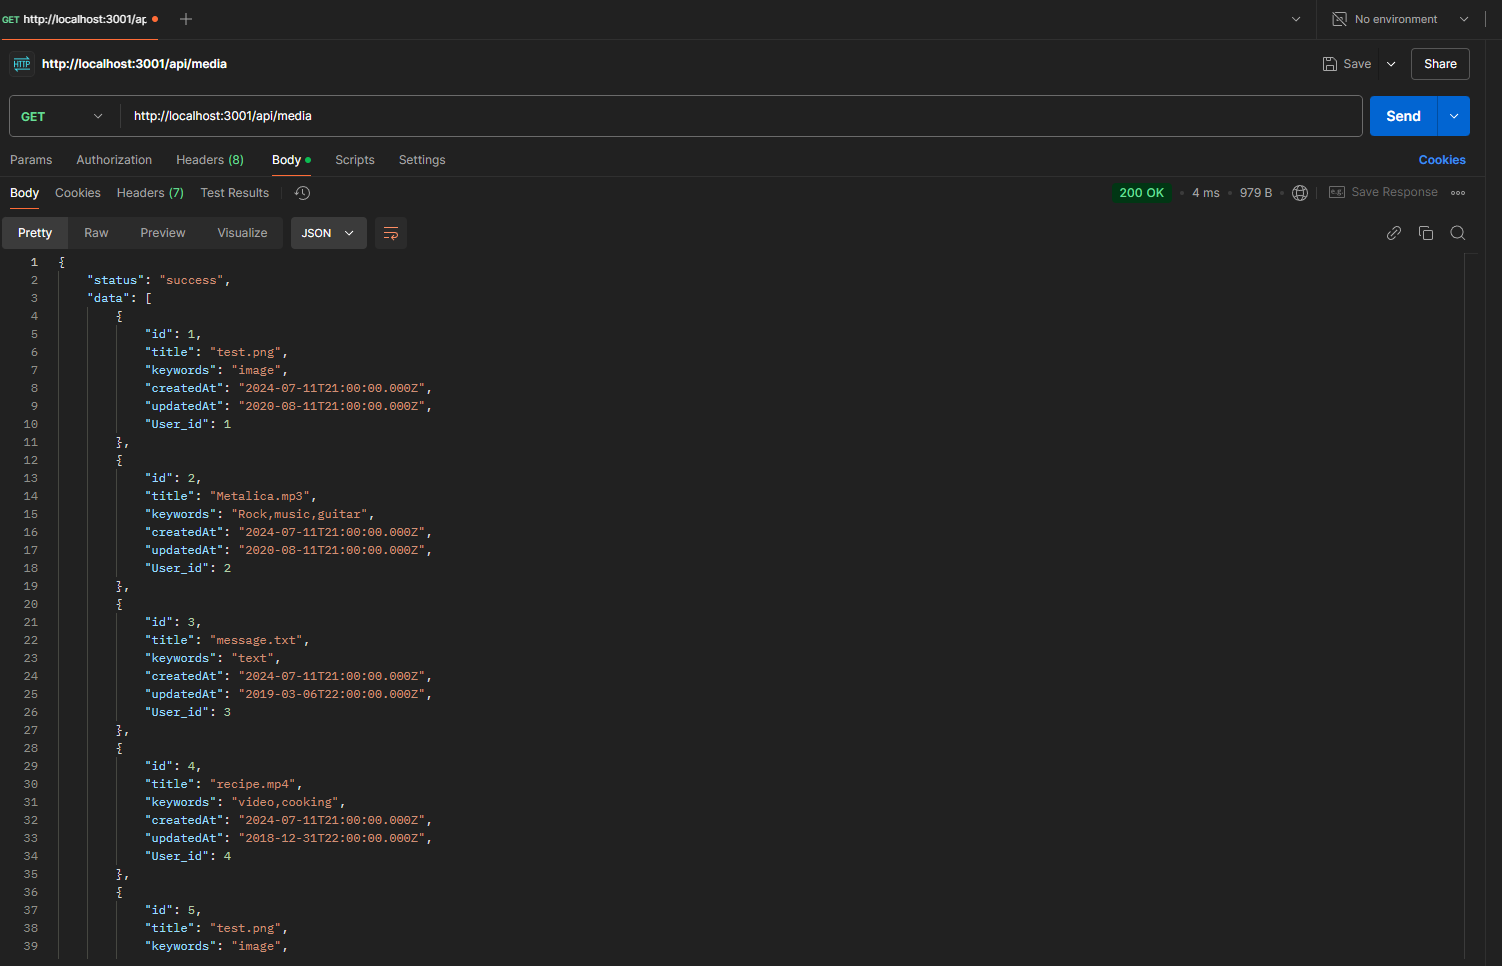 GET http://localhost:3001/ap
No environment
HTTP http://localhost:3001/api/media
Save
Share
GET http://localhost:3001/api/media
Send
Params Authorization Headers (8) Body Scripts Settings
Cookies
Body Cookies Headers (7) Test Results
200 OK 4 ms 979 B e.g. Save Response
Pretty Raw Preview Visualize JSON
1 {
2 "status": "success",
3 "data": [
4 {
5 "id": 1,
6 "title": "test.png",
7 "keywords": "image",
8 "createdAt": "2024-07-11T21:00:00.000Z",
9 "updatedAt": "2020-08-11T21:00:00.000Z",
10 "User_id": 1
11 },
12 {
13 "id": 2,
14 "title": "Metalica.mp3",
15 "keywords": "Rock,music,guitar",
16 "createdAt": "2024-07-11T21:00:00.000Z",
17 "updatedAt": "2020-08-11T21:00:00.000Z",
18 "User_id": 2
19 },
20 {
21 "id": 3,
22 "title": "message.txt",
23 "keywords": "text",
24 "createdAt": "2024-07-11T21:00:00.000Z",
25 "updatedAt": "2019-03-06T22:00:00.000Z",
26 "User_id": 3
27 },
28 {
29 "id": 4,
30 "title": "recipe.mp4",
31 "keywords": "video,cooking",
32 "createdAt": "2024-07-11T21:00:00.000Z",
33 "updatedAt": "2018-12-31T22:00:00.000Z",
34 "User_id": 4
35 },
36 {
37 "id": 5,
38 "title": "test.png",
39 "keywords": "image",